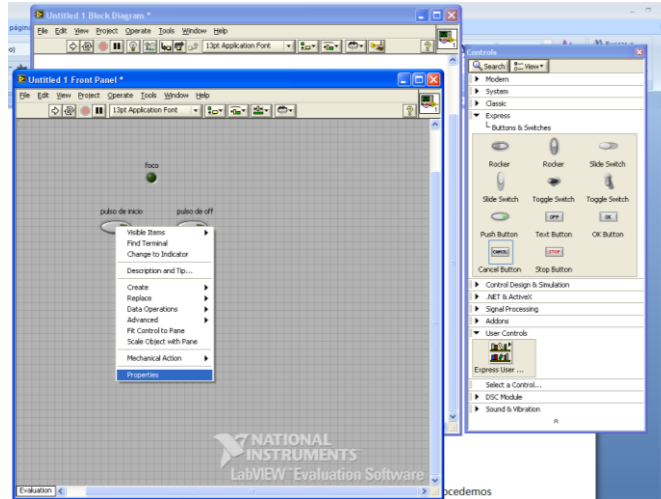 Untitled 1 Block Diagram *
File Edit View Project Operate Tools Window Help
13pt Application Font
Untitled 1 Front Panel *
File Edit View Project Operate Tools Window Help
13pt Application Font
foco
pulso de inicio pulso de off
Visible Items
Find Terminal
Change to Indicator
Description and Tip...
Create
Replace
Data Operations
Advanced
Fit Control to Pane
Scale Object with Pane
Mechanical Action
Properties
NATIONAL
INSTRUMENTS
LabVIEW Evaluation Software
Evaluation
Controls
Search View
Modern
System
Classic
Express
Buttons & Switches
Rocker Rocker Slide Switch
Slide Switch Toggle Switch Toggle Switch
OFF OK
Push Button Text Button OK Button
CANCEL STOP
Cancel Button Stop Button
Control Design & Simulation
.NET & ActiveX
Signal Processing
Addons
User Controls
Express User ...
Select a Control...
DSC Module
Sound & Vibration
ocedemos